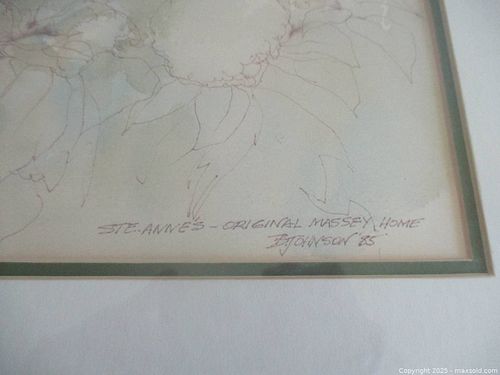 STE. ANNE'S - ORIGINAL MASSEY HOME
B JOHNSON '85
Copyright 2025 - maxsold.com